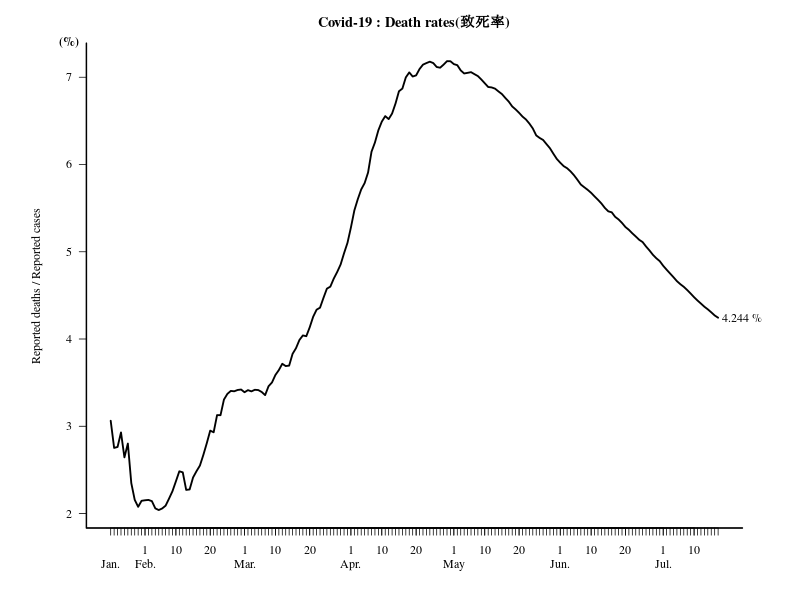 Covid-19 : Death rates(致死率)
(%)
7
6
5
4
3
2
Reported deaths / Reported cases
4.244 %
1 10 20 1 10 20 1 10 20 1 10 20 1 10 20 1 10
Jan. Feb. Mar. Apr. May Jun. Jul.